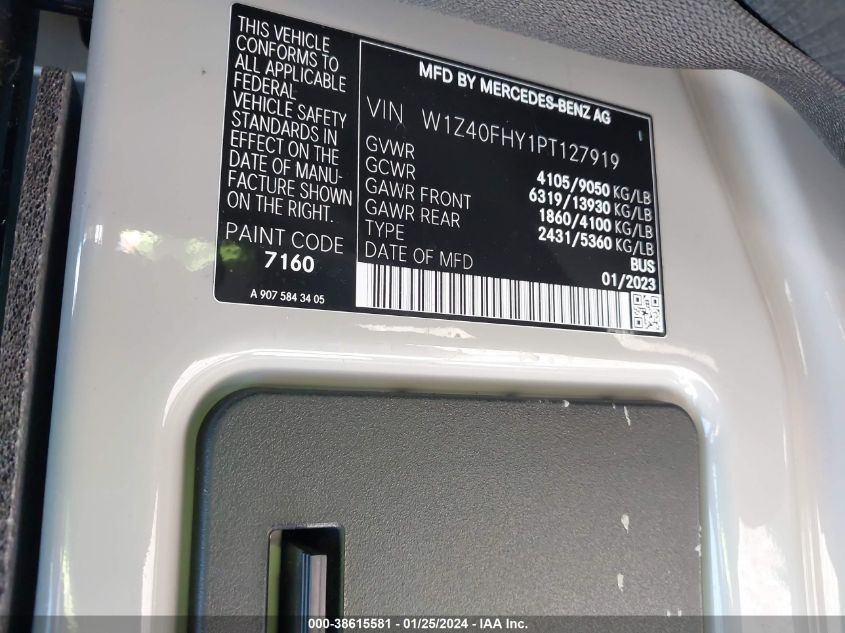 THIS VEHICLE
CONFORMS TO
ALL APPLICABLE
FEDERAL
VEHICLE SAFETY
STANDARDS IN
EFFECT ON THE
DATE OF MANU-
FACTURE SHOWN
ON THE RIGHT.
PAINT CODE
7160
A 907 584 34 05
MFD BY MERCEDES-BENZ AG
VIN W1Z40FHY1PT127919
GVWR 4105/9050 KG/LB
GCWR 6319/13930 KG/LB
GAWR FRONT 1860/4100 KG/LB
GAWR REAR 2431/5360 KG/LB
TYPE BUS
DATE OF MFD 01/2023
000-38615581 / 01/25/2024 - IAA Inc.